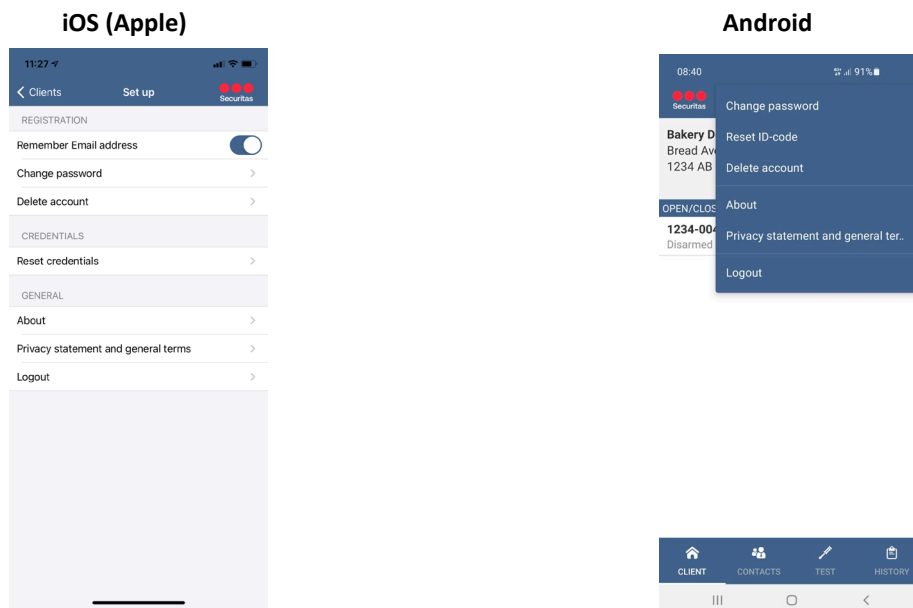 iOS (Apple)
11:27
Clients
Set up
Securitas
REGISTRATION
Remember Email address
Change password
Delete account
CREDENTIALS
Reset credentials
GENERAL
About
Privacy statement and general terms
Logout
Android
08:40
91%
Securitas
Change password
Reset ID-code
Delete account
About
Privacy statement and general ter..
Logout
Bakery D
Bread Av
1234 AB
OPEN/CLOS
1234-004
Disarmed
CLIENT
CONTACTS
TEST
HISTORY